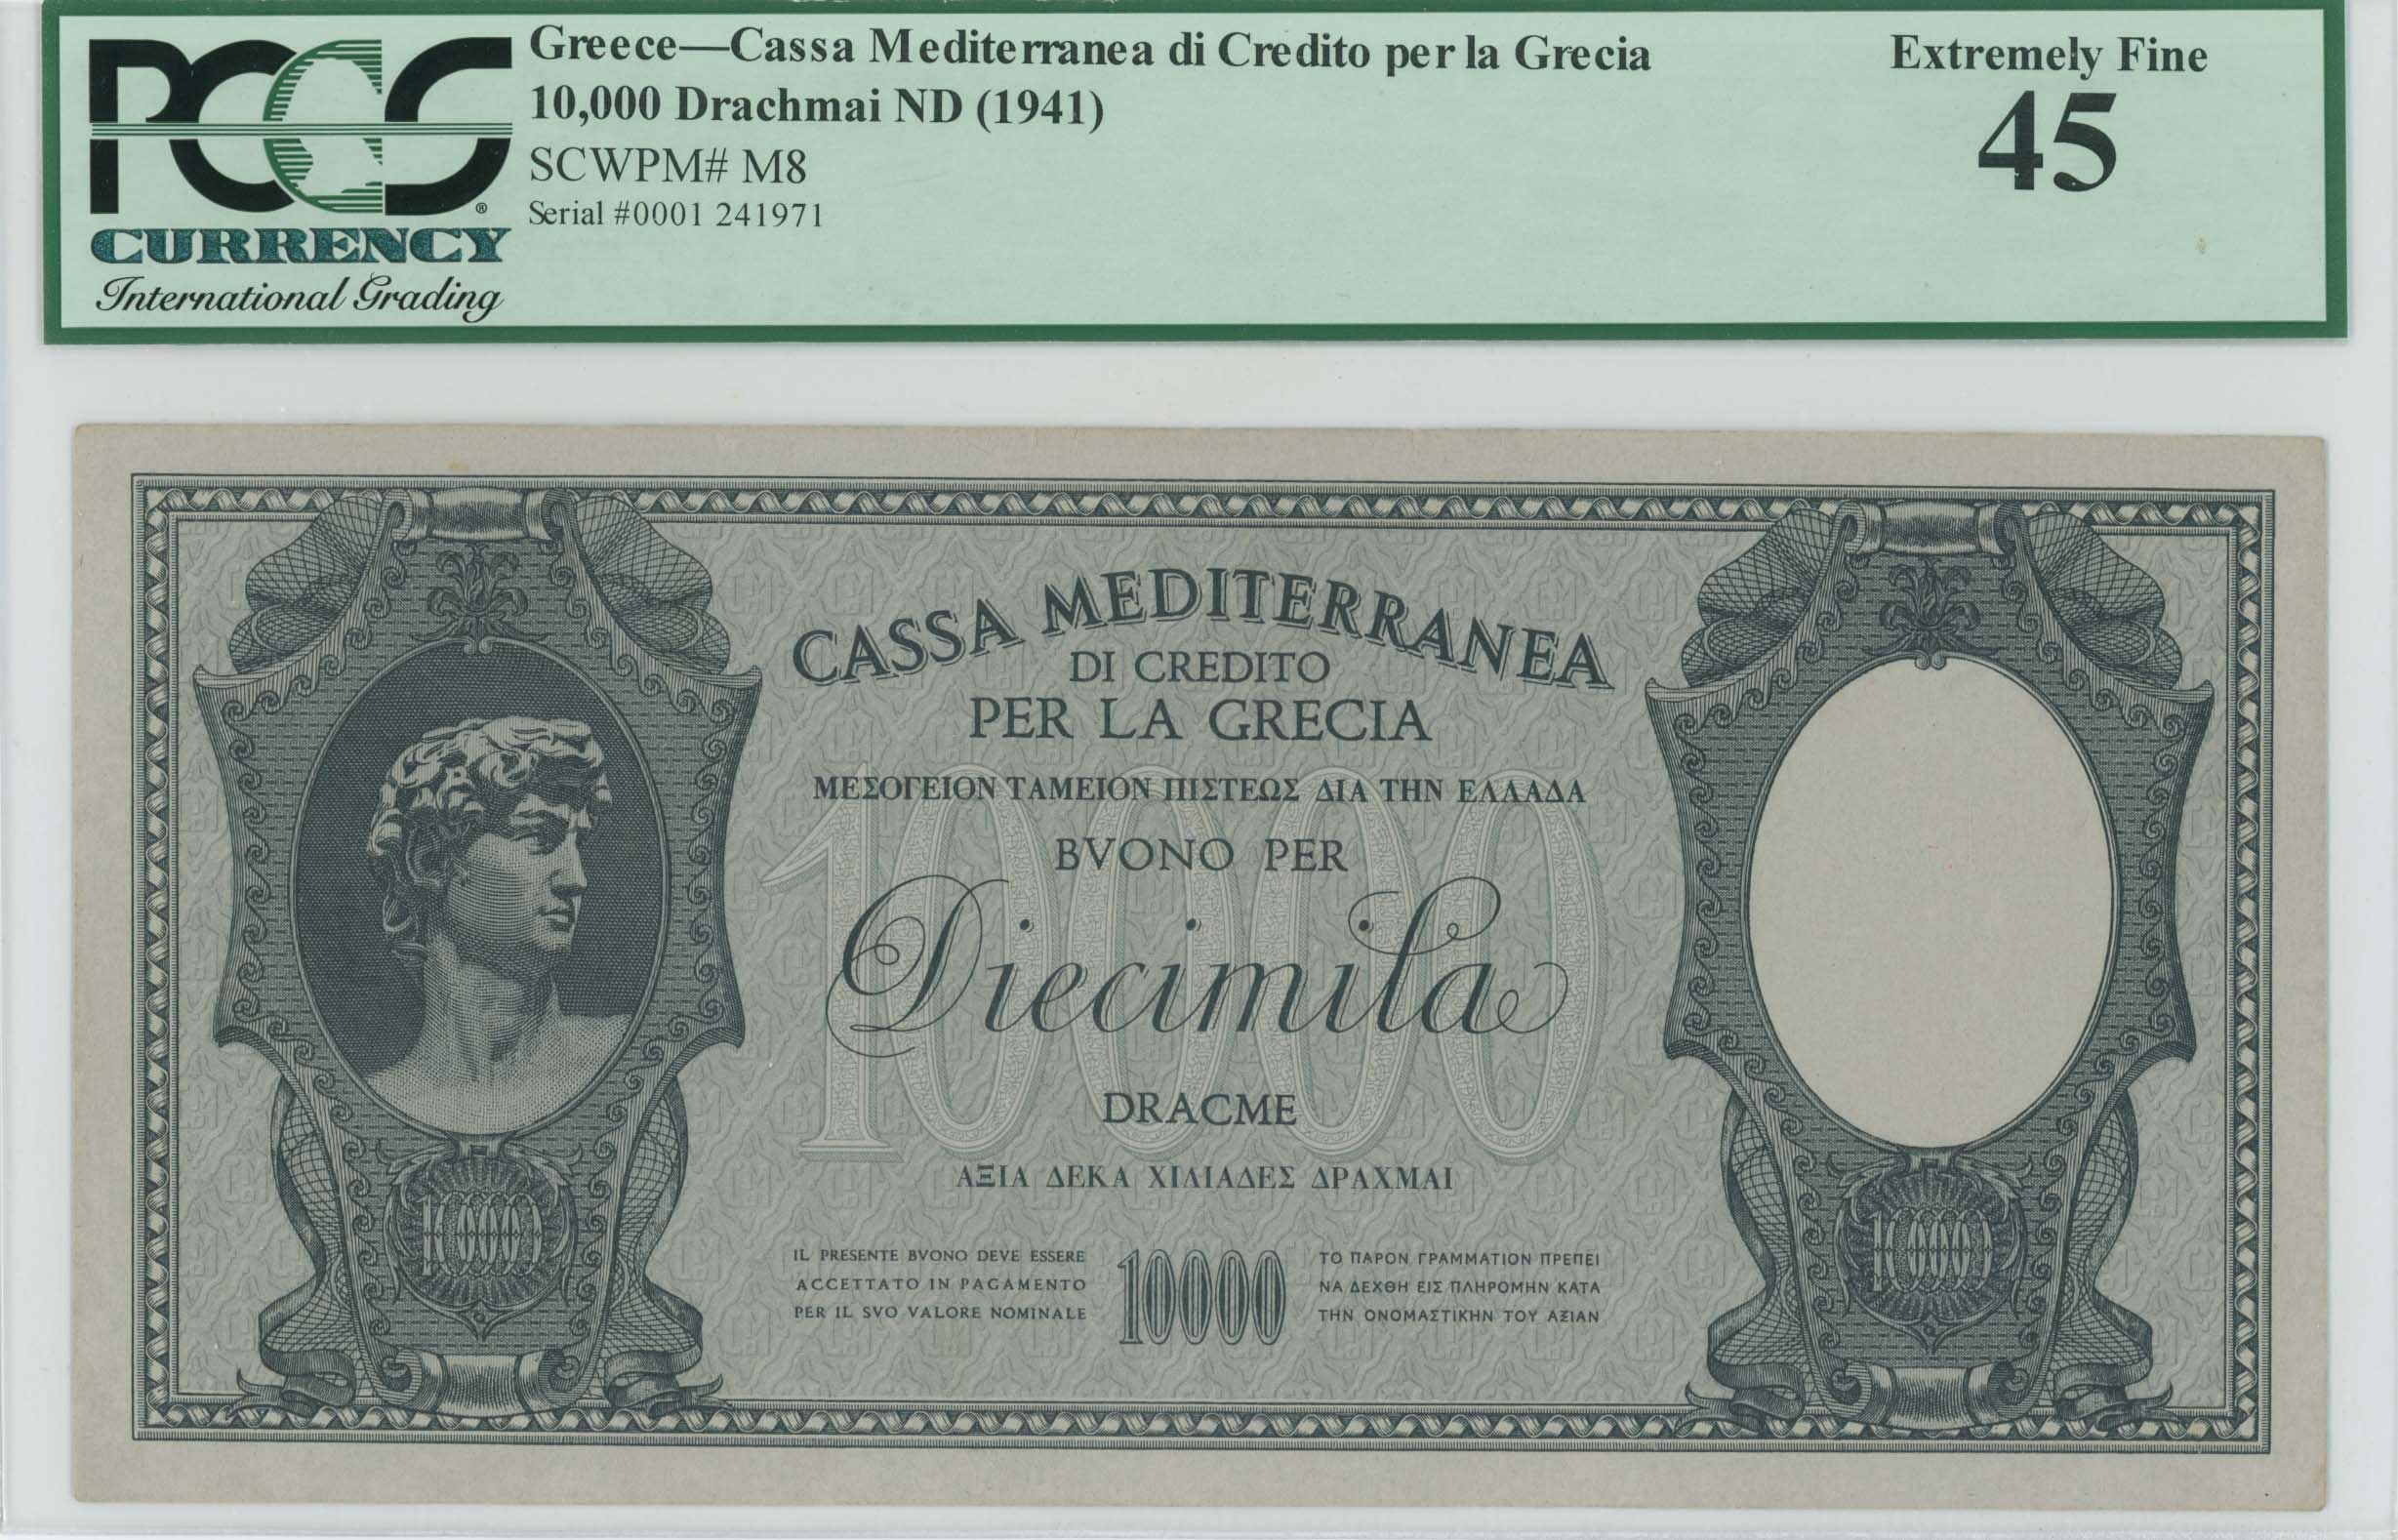 PCGS
CURRENCY
International Grading
Greece—Cassa Mediterranea di Credito per la Grecia
10,000 Drachmai ND (1941)
SCWPM# M8
Serial #0001 241971
Extremely Fine
45
CASSA MEDITERRANEA
DI CREDITO
PER LA GRECIA
ΜΕΣΟΓΕΙΟΝ ΤΑΜΕΙΟΝ ΠΙΣΤΕΩΣ ΔΙΑ ΤΗΝ ΕΛΛΑΔΑ
BVONO PER
10000
Diecimila
DRACME
ΑΞΙΑ ΔΕΚΑ ΧΙΛΙΑΔΕΣ ΔΡΑΧΜΑΙ
IL PRESENTE BVONO DEVE ESSERE
ACCETTATO IN PAGAMENTO
PER IL SVO VALORE NOMINALE
10000
ΤΟ ΠΑΡΟΝ ΓΡΑΜΜΑΤΙΟΝ ΠΡΕΠΕΙ
ΝΑ ΔΕΧΘΗ ΕΙΣ ΠΛΗΡΟΜΗΝ ΚΑΤΑ
ΤΗΝ ΟΝΟΜΑΣΤΙΚΗΝ ΤΟΥ ΑΞΙΑΝ
10000
10000